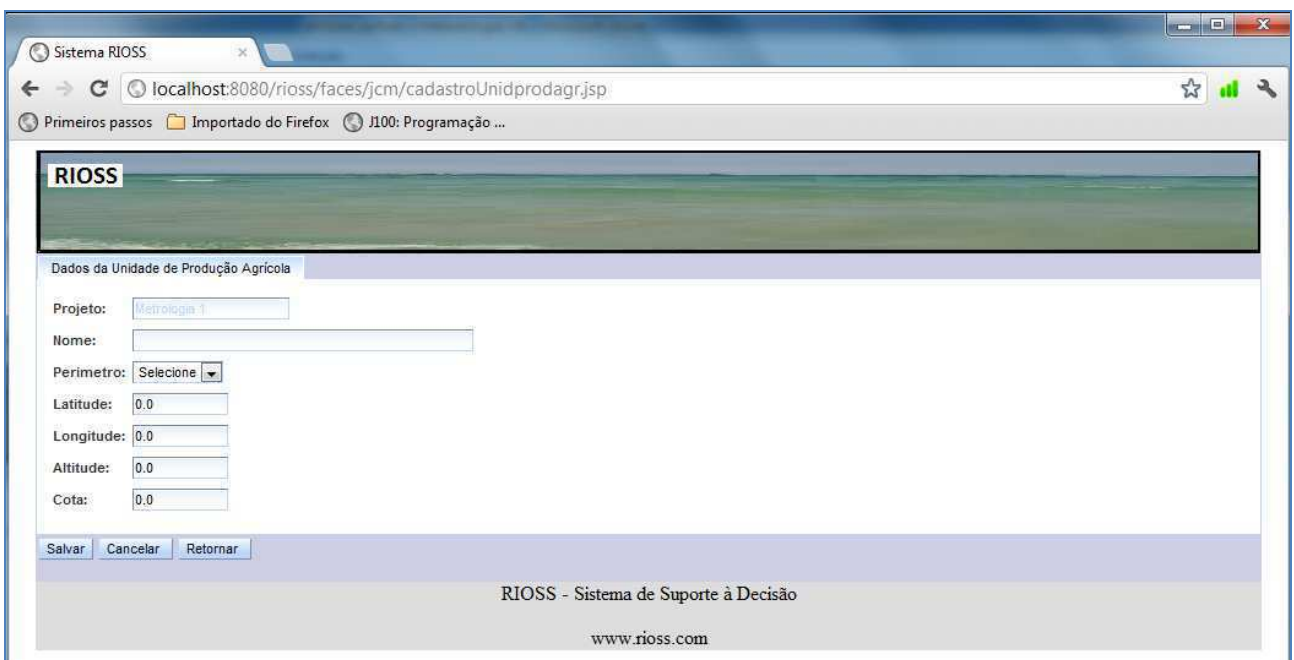 Sistema RIOSS
localhost:8080/rioss/faces/jcm/cadastroUnidprodagr.jsp
Primeiros passos Importado do Firefox J100: Programação ...
RIOSS
Dados da Unidade de Produção Agrícola
Projeto: Metrologia 1
Nome:
Perimetro: Selecione
Latitude: 0.0
Longitude: 0.0
Altitude: 0.0
Cota: 0.0
Salvar Cancelar Retornar
RIOSS - Sistema de Suporte à Decisão
www.rioss.com